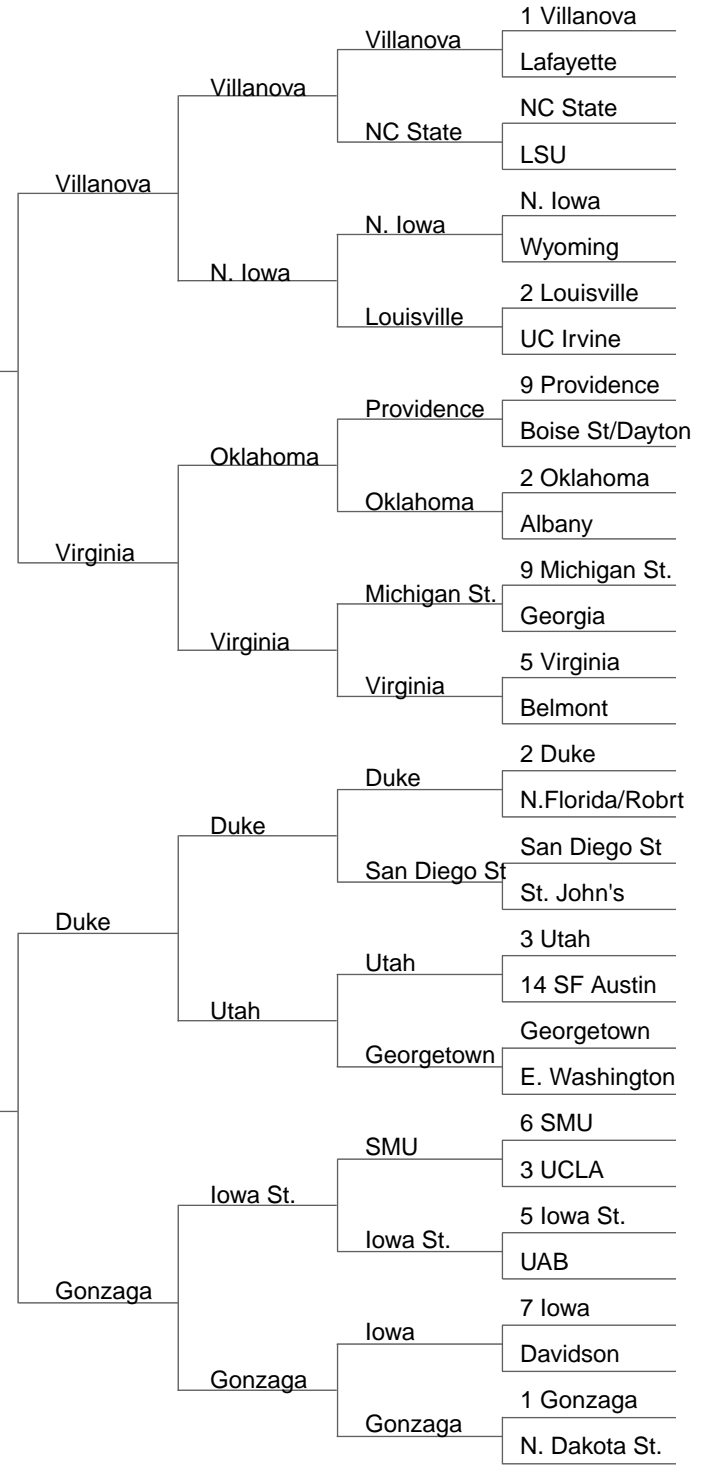 1 Villanova
Villanova
Lafayette
Villanova
NC State
NC State
LSU
Villanova
N. Iowa
N. Iowa
Wyoming
N. Iowa
2 Louisville
Louisville
UC Irvine
9 Providence
Providence
Boise St/Dayton
Oklahoma
2 Oklahoma
Oklahoma
Albany
Virginia
9 Michigan St.
Michigan St.
Georgia
Virginia
5 Virginia
Virginia
Belmont
2 Duke
Duke
N.Florida/Robrt
Duke
San Diego St
San Diego St
St. John's
Duke
3 Utah
Utah
14 SF Austin
Utah
Georgetown
Georgetown
E. Washington
6 SMU
SMU
3 UCLA
Iowa St.
5 Iowa St.
Iowa St.
UAB
Gonzaga
7 Iowa
Iowa
Davidson
Gonzaga
1 Gonzaga
Gonzaga
N. Dakota St.